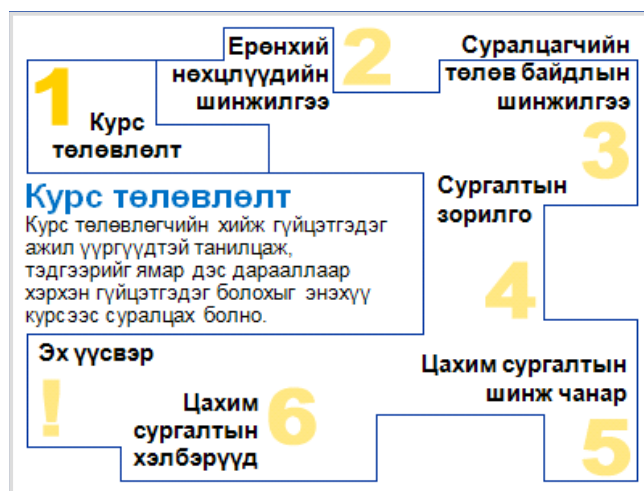 1
Курс
төлөвлөлт
Ерөнхий
нөхцлүүдийн
шинжилгээ
2
Суралцагчийн
төлөв байдлын
шинжилгээ
3
Курс төлөвлөлт
Курс төлөвлөгчийн хийж гүйцэтгэдэг
ажил үүргүүдтэй танилцаж,
тэдгээрийг ямар дэс дарааллаар
хэрхэн гүйцэтгэдэг болохыг энэхүү
курсээс суралцах болно.
Сургалтын
зорилго
4
Цахим сургалтын
шинж чанар
5
Цахим
сургалтын
хэлбэрүүд
6
Эх үүсвэр
!